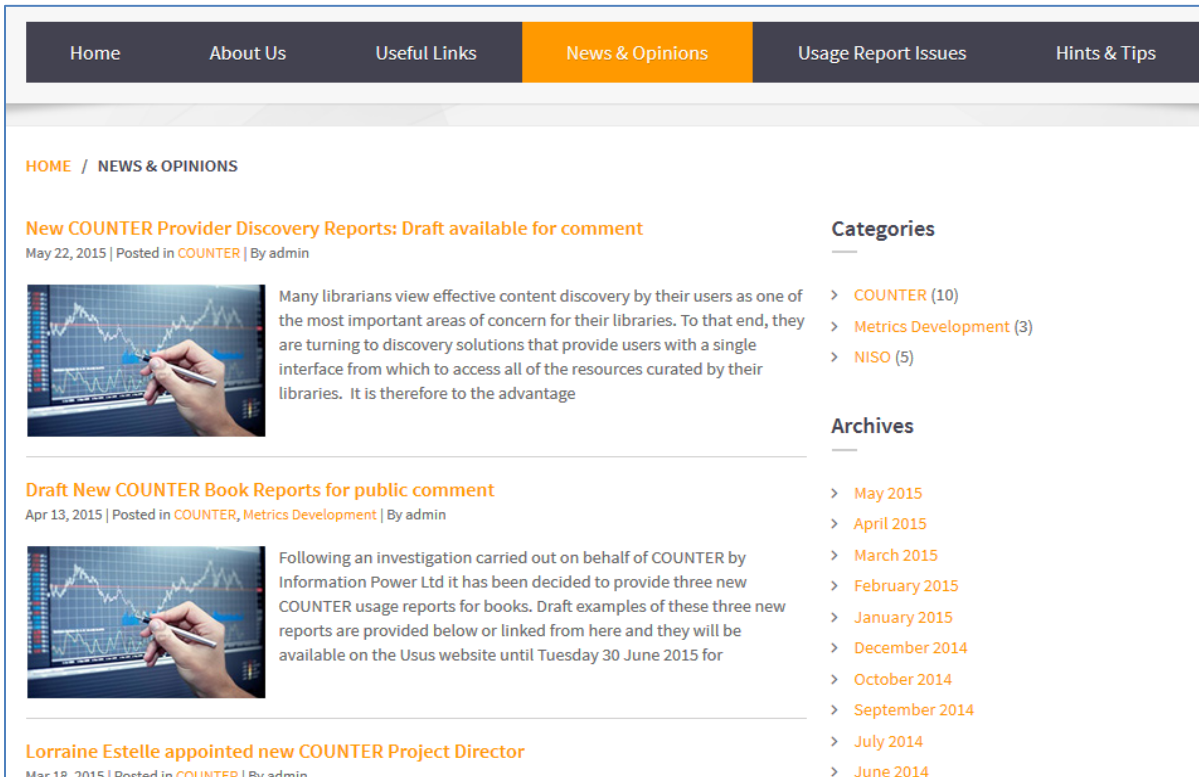 Home About Us Useful Links News & Opinions Usage Report Issues Hints & Tips
HOME / NEWS & OPINIONS
New COUNTER Provider Discovery Reports: Draft available for comment
May 22, 2015 | Posted in COUNTER | By admin
Many librarians view effective content discovery by their users as one of
the most important areas of concern for their libraries. To that end, they
are turning to discovery solutions that provide users with a single
interface from which to access all of the resources curated by their
libraries. It is therefore to the advantage
Draft New COUNTER Book Reports for public comment
Apr 13, 2015 | Posted in COUNTER, Metrics Development | By admin
Following an investigation carried out on behalf of COUNTER by
Information Power Ltd it has been decided to provide three new
COUNTER usage reports for books. Draft examples of these three new
reports are provided below or linked from here and they will be
available on the Usus website until Tuesday 30 June 2015 for
Lorraine Estelle appointed new COUNTER Project Director
Mar 18, 2015 | Posted in COUNTER | By admin
Categories
COUNTER (10)
Metrics Development (3)
NISO (5)
Archives
May 2015
April 2015
March 2015
February 2015
January 2015
December 2014
October 2014
September 2014
July 2014
June 2014